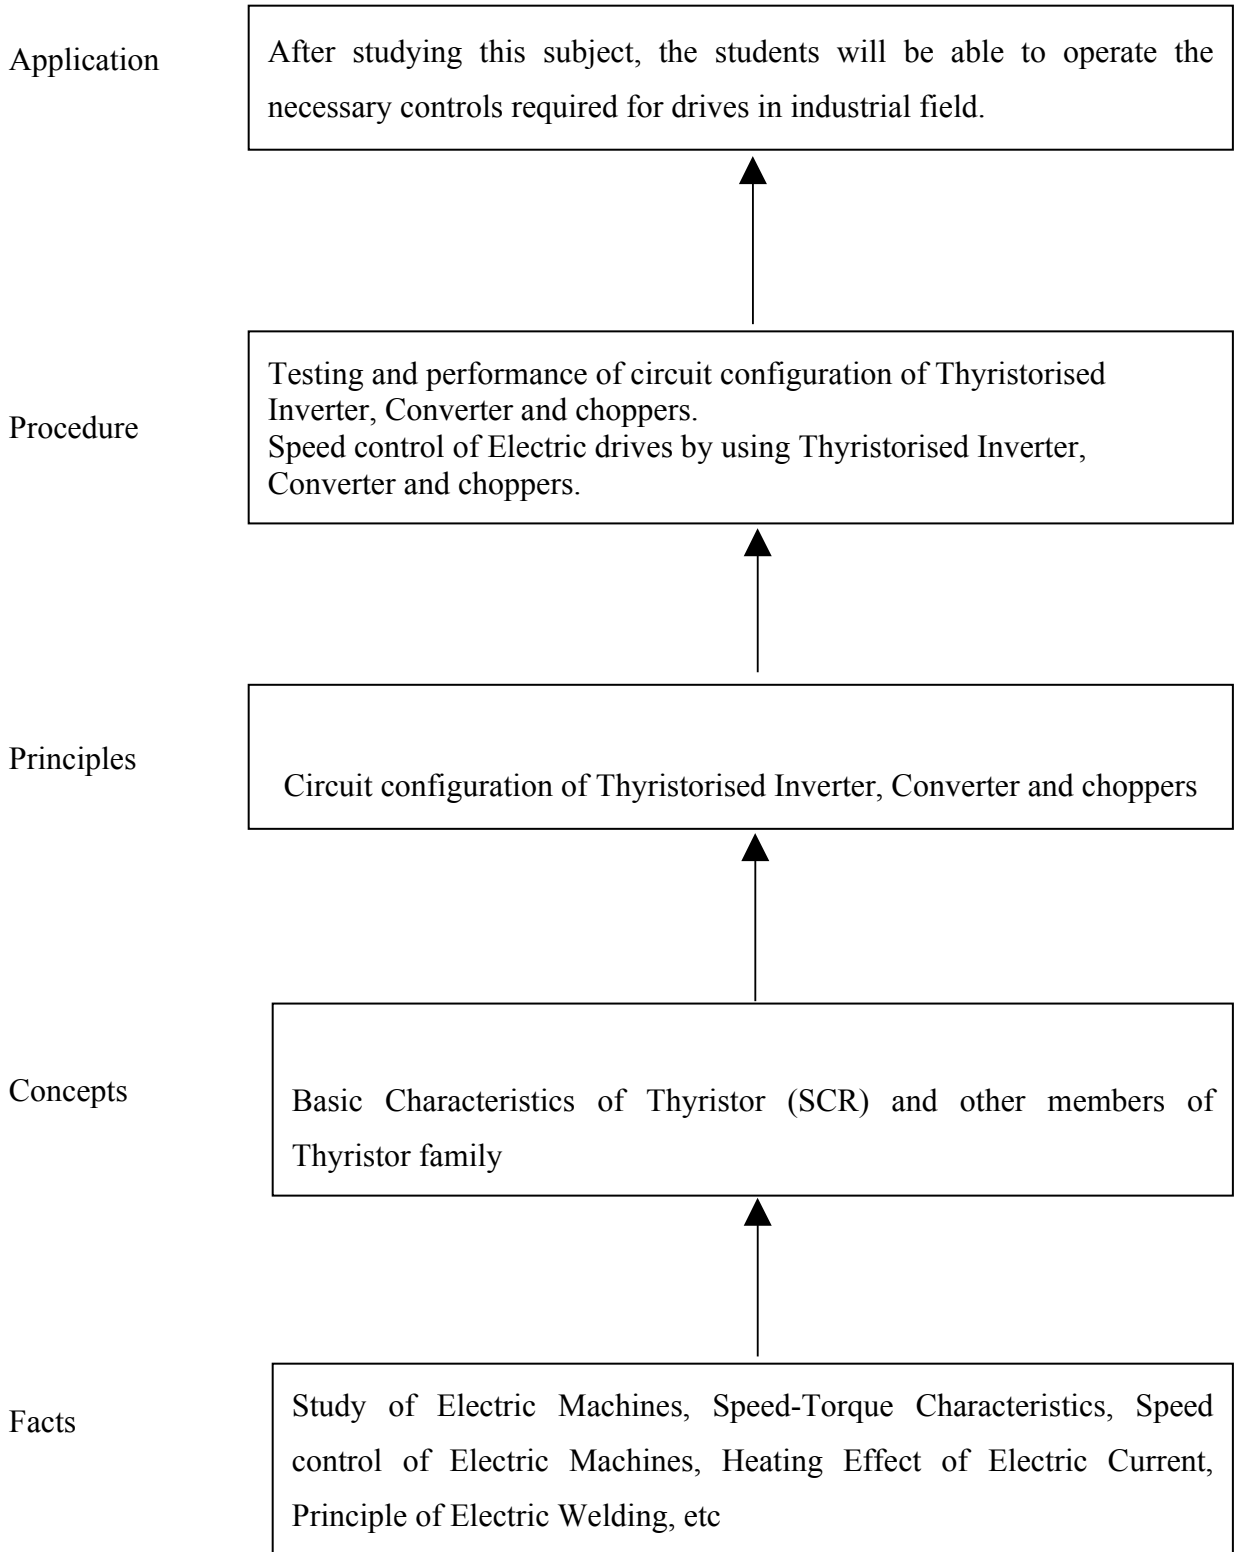 Application
After studying this subject, the students will be able to operate the
necessary controls required for drives in industrial field.
Procedure
Testing and performance of circuit configuration of Thyristorised
Inverter, Converter and choppers.
Speed control of Electric drives by using Thyristorised Inverter,
Converter and choppers.
Principles
Circuit configuration of Thyristorised Inverter, Converter and choppers
Concepts
Basic Characteristics of Thyristor (SCR) and other members of
Thyristor family
Facts
Study of Electric Machines, Speed-Torque Characteristics, Speed
control of Electric Machines, Heating Effect of Electric Current,
Principle of Electric Welding, etc